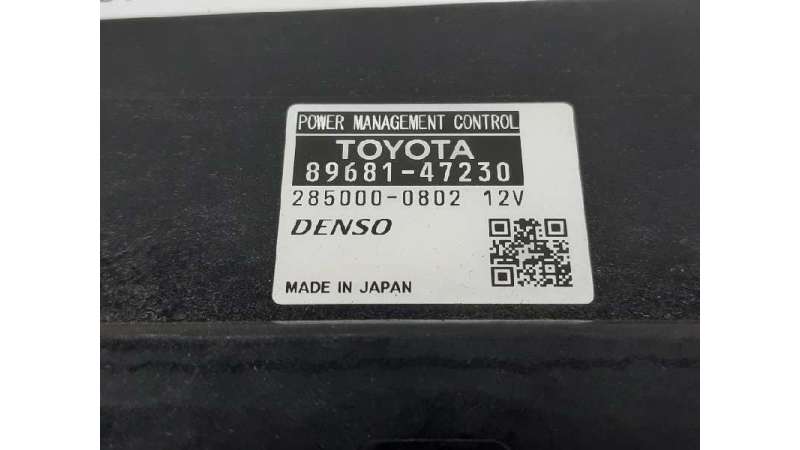 POWER MANAGEMENT CONTROL
TOYOTA
89681-47230
285000-0802 12V
DENSO
MADE IN JAPAN